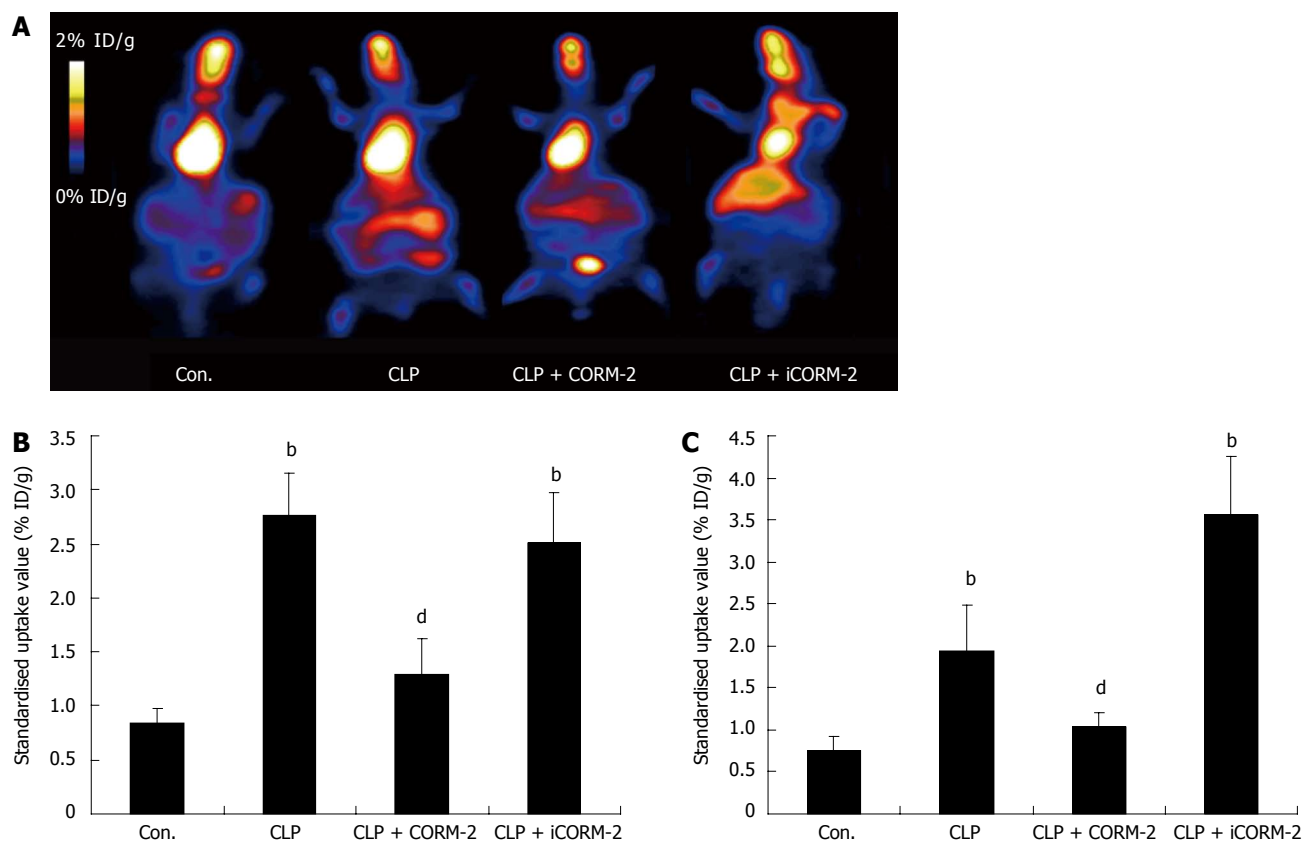 A
2% ID/g
0% ID/g
Con.
CLP
CLP + CORM-2
CLP + iCORM-2
B
Standardised uptake value (% ID/g)
3.5
3.0
2.5
2.0
1.5
1.0
0.5
0
b
d
b
Con.
CLP
CLP + CORM-2
CLP + iCORM-2
C
Standardised uptake value (% ID/g)
4.5
4.0
3.5
3.0
2.5
2.0
1.5
1.0
0.5
0
b
d
b
Con.
CLP
CLP + CORM-2
CLP + iCORM-2